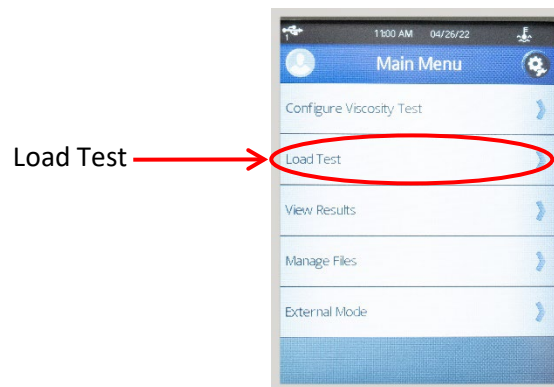 1
11:00 AM 04/26/22
Main Menu
Configure Viscosity Test
Load Test
Load Test
View Results
Manage Files
External Mode